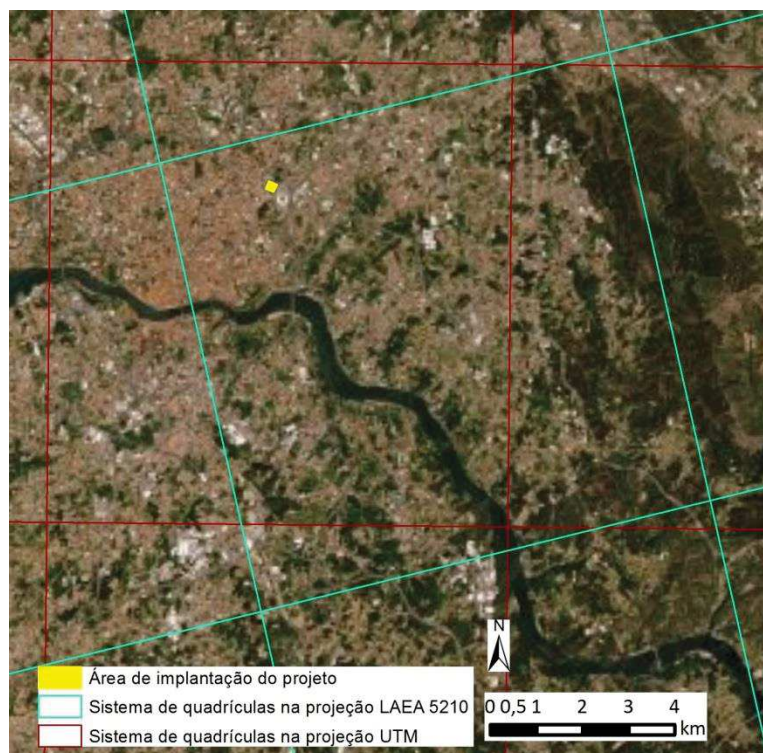 N
Área de implantação do projeto
Sistema de quadrículas na projeção LAEA 5210
Sistema de quadrículas na projeção UTM
0 0,5 1 2 3 4
km